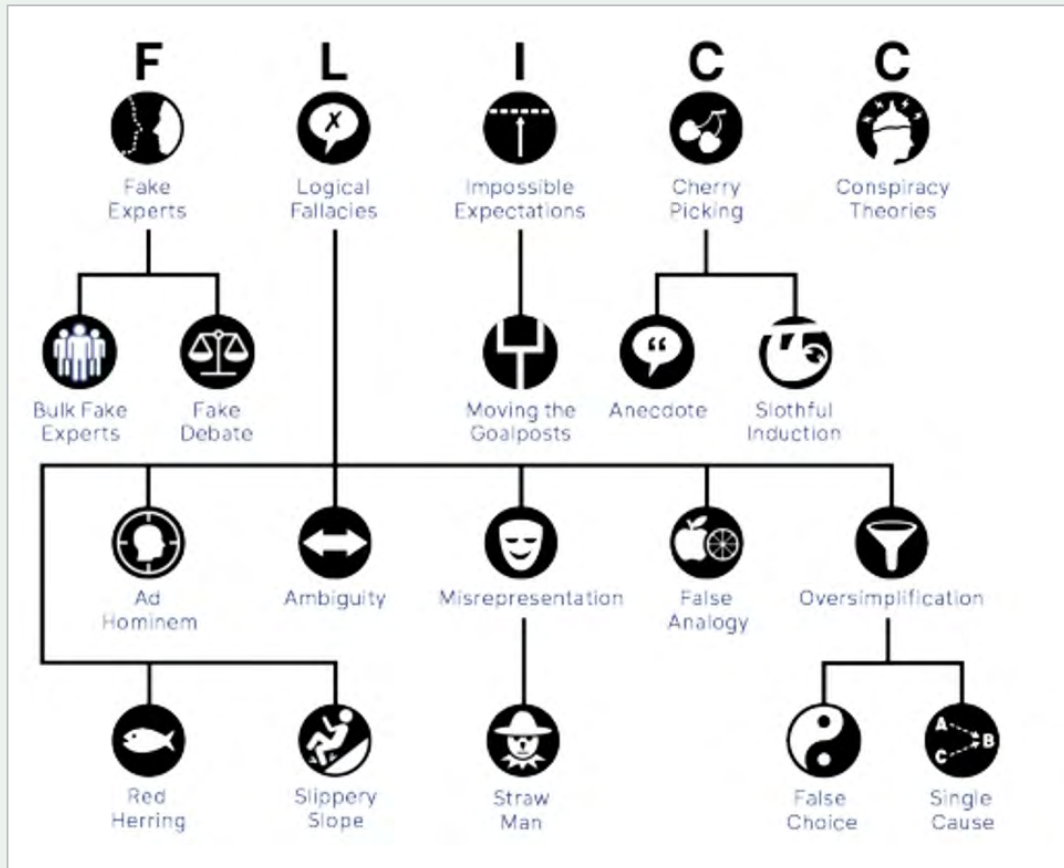 F L I C C
x
Fake
Experts
Logical
Fallacies
Impossible
Expectations
Cherry
Picking
Conspiracy
Theories
“
Bulk Fake
Experts
Fake
Debate
Moving the
Goalposts
Anecdote
Slothful
Induction
Ad
Hominem
Ambiguity
Misrepresentation
False
Analogy
Oversimplification
A
B
C
Red
Herring
Slippery
Slope
Straw
Man
False
Choice
Single
Cause